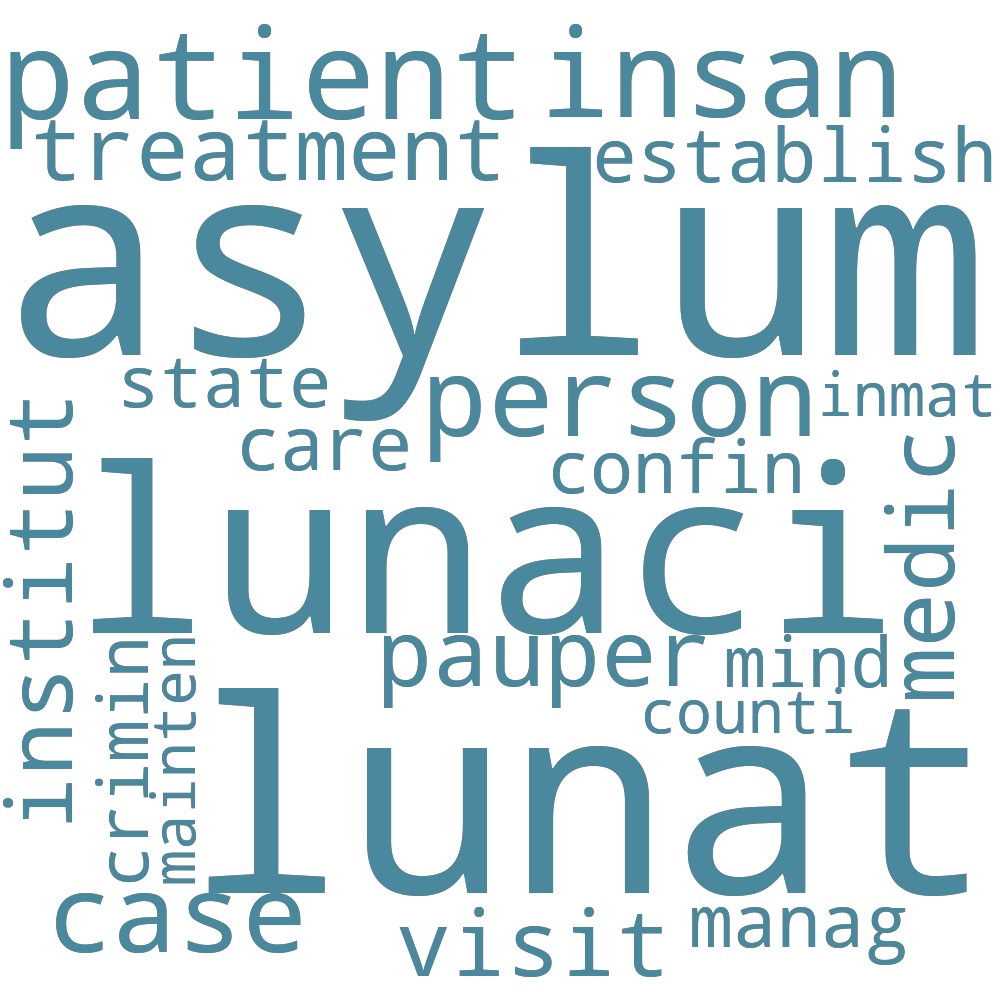 patient insan
treatment establish
asylum
state person inmat
care confin
institut
lunaci
medic
pauper mind
crimin
mainten
counti
lunat
case
visit manag